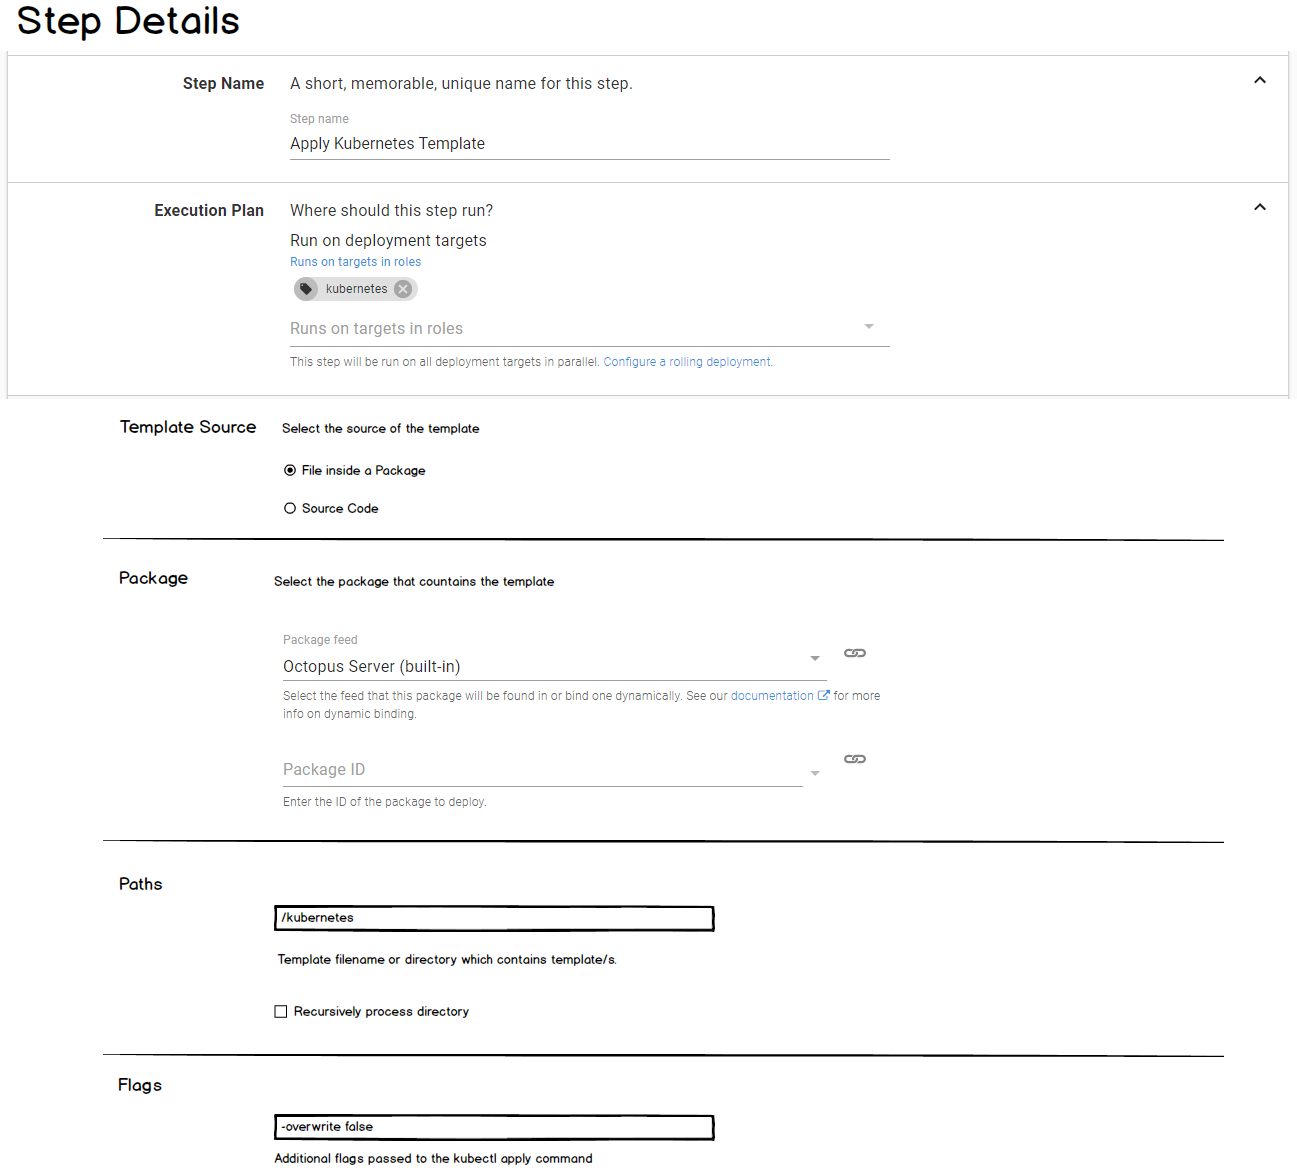 Step Details
Step Name
A short, memorable, unique name for this step.
Step name
Apply Kubernetes Template
Execution Plan
Where should this step run?
Run on deployment targets
Runs on targets in roles
kubernetes
Runs on targets in roles
This step will be run on all deployment targets in parallel. Configure a rolling deployment.
Template Source
Select the source of the template
File inside a Package
Source Code
Package
Select the package that countains the template
Package feed
Octopus Server (built-in)
Select the feed that this package will be found in or bind one dynamically. See our documentation for more
info on dynamic binding.
Package ID
Enter the ID of the package to deploy.
Paths
/kubernetes
Template filename or directory which contains template/s.
Recursively process directory
Flags
-overwrite false
Additional flags passed to the kubectl apply command